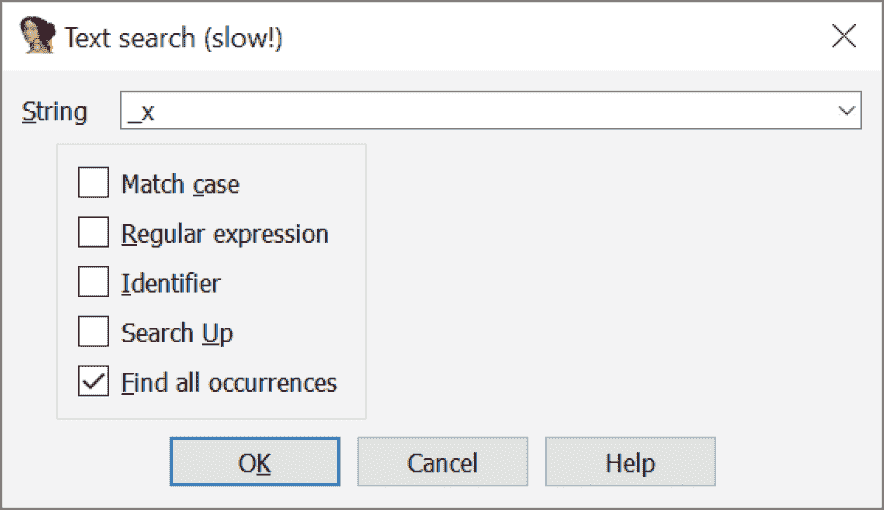 Text search (slow!)
String _x
Match case
Regular expression
Identifier
Search Up
Find all occurrences
OK Cancel Help